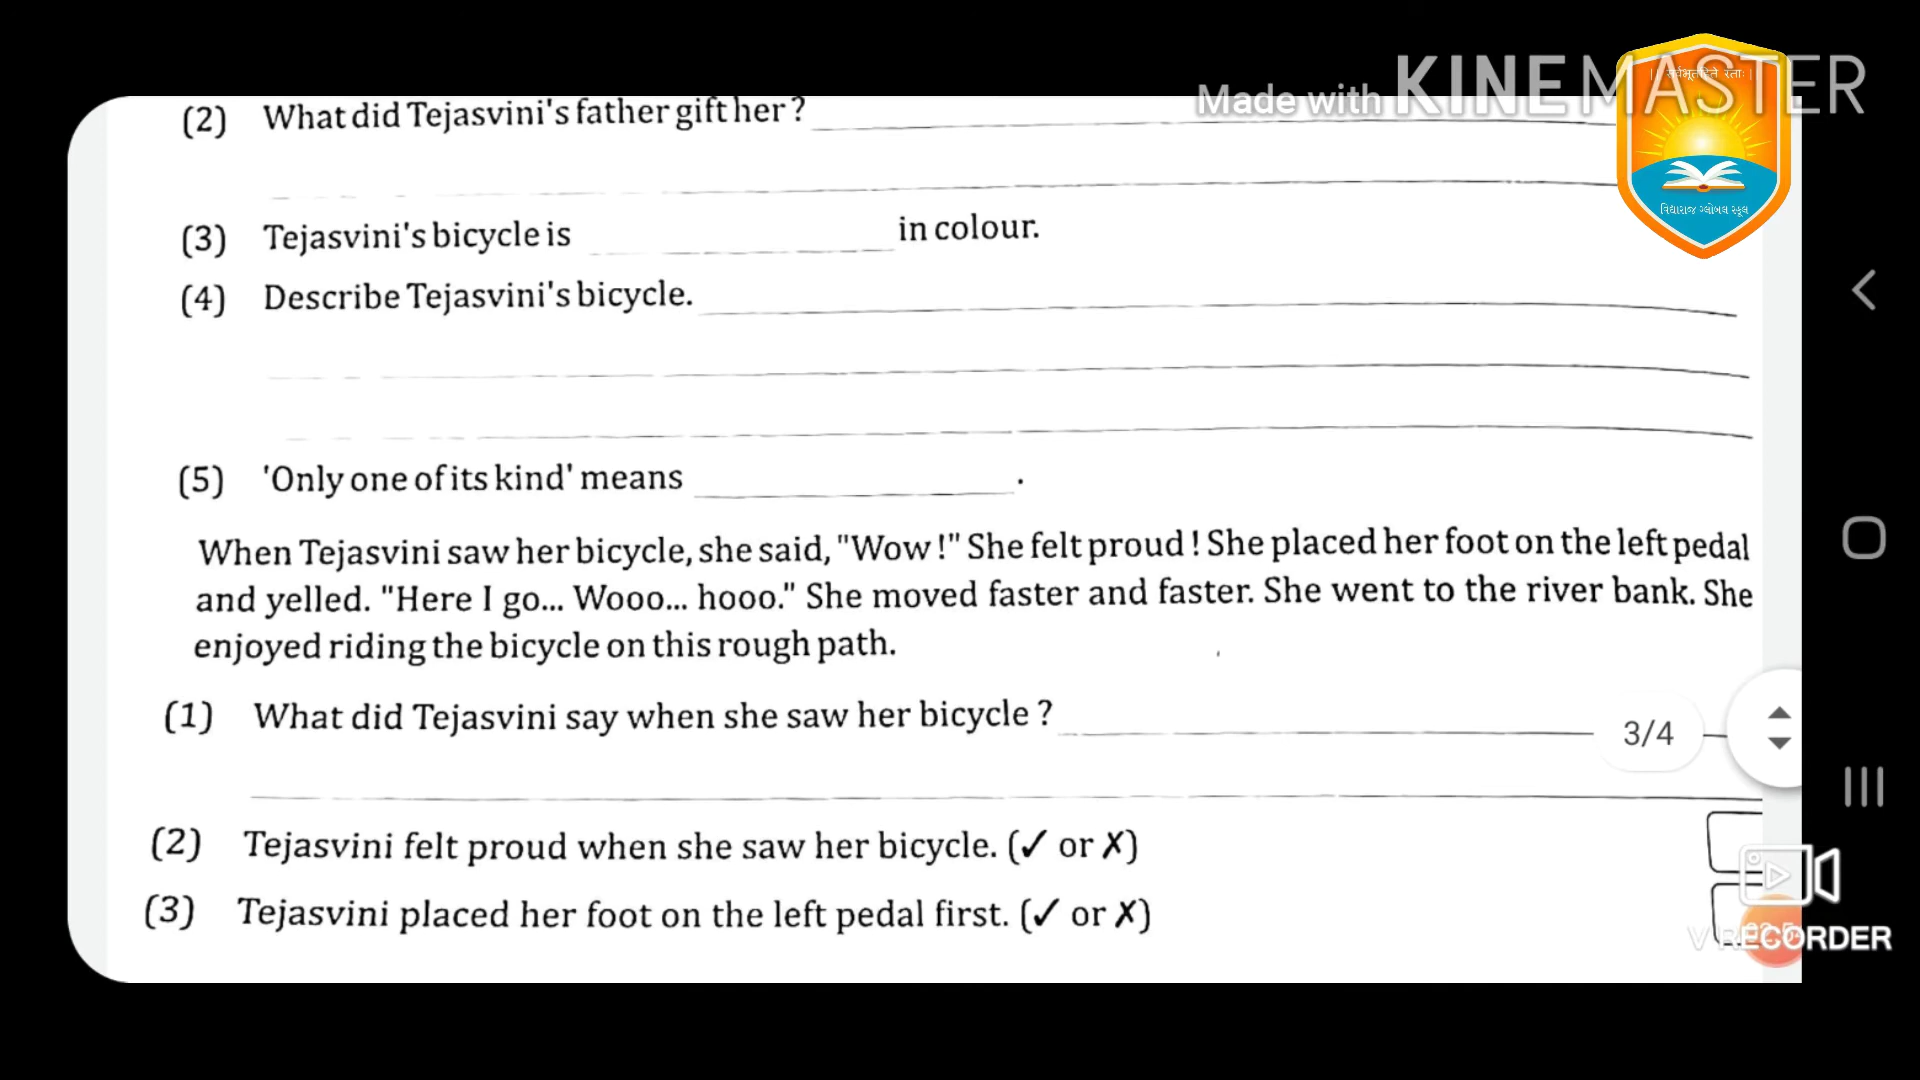 Made with KINEMASTER
| सर्वभूतहिते रताः |
વિદ્યારાજ ગ્લોબલ સ્કૂલ
(2) What did Tejasvini's father gift her ?
(3) Tejasvini's bicycle is in colour.
(4) Describe Tejasvini's bicycle.
(5) 'Only one of its kind' means .
When Tejasvini saw her bicycle, she said, "Wow !" She felt proud ! She placed her foot on the left pedal
and yelled. "Here I go... Wooo... hooo." She moved faster and faster. She went to the river bank. She
enjoyed riding the bicycle on this rough path.
(1) What did Tejasvini say when she saw her bicycle ?
3/4
(2) Tejasvini felt proud when she saw her bicycle. (✓ or ✗)
(3) Tejasvini placed her foot on the left pedal first. (✓ or ✗)
V RECORDER